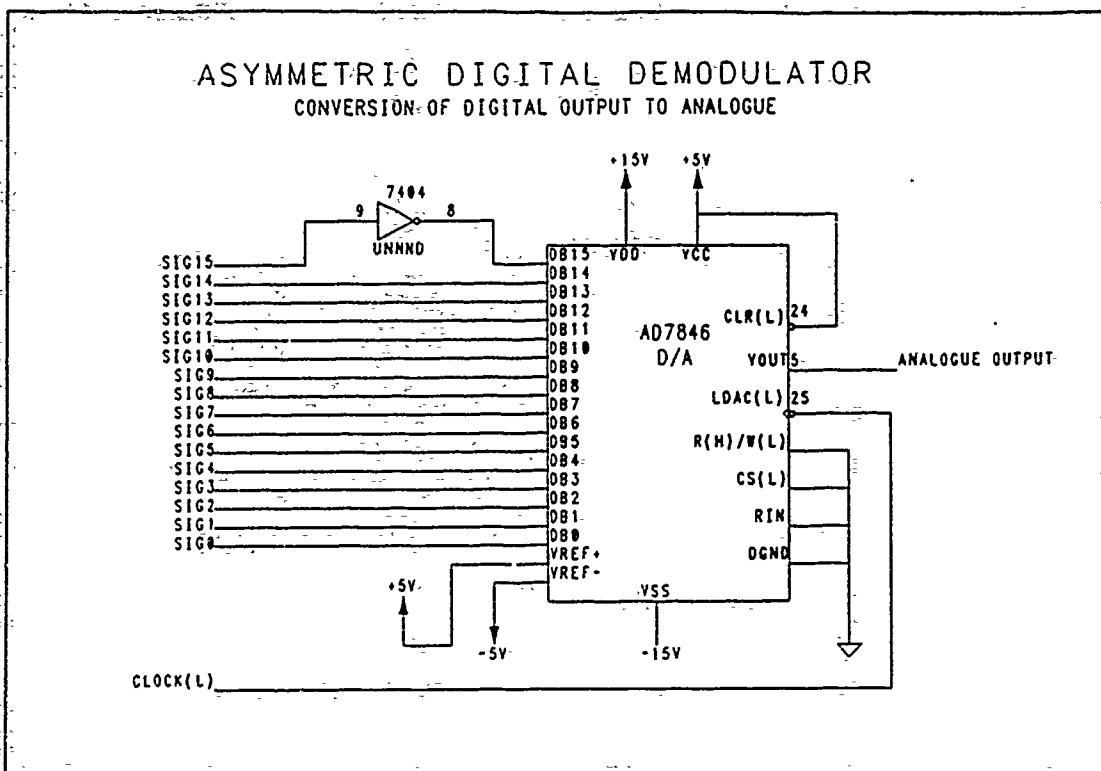 ASYMMETRIC DIGITAL DEMODULATOR
CONVERSION OF DIGITAL OUTPUT TO ANALOGUE
+15V
+5V
7404
9
8
UNNND
SIG15
SIG14
SIG13
SIG12
SIG11
SIG10
SIG9
SIG8
SIG7
SIG6
SIG5
SIG4
SIG3
SIG2
SIG1
SIG0
DB15
VDD
VCC
DB14
DB13
DB12
DB11
DB10
DB9
DB8
DB7
DB6
DB5
DB4
DB3
DB2
DB1
DB0
VREF+
VREF-
AD7846
D/A
CLR(L)
24
VOUT
5
ANALOGUE OUTPUT
LDAC(L)
25
R(H)/W(L)
CS(L)
RIN
DGND
VSS
+5V
-5V
-15V
CLOCK(L)